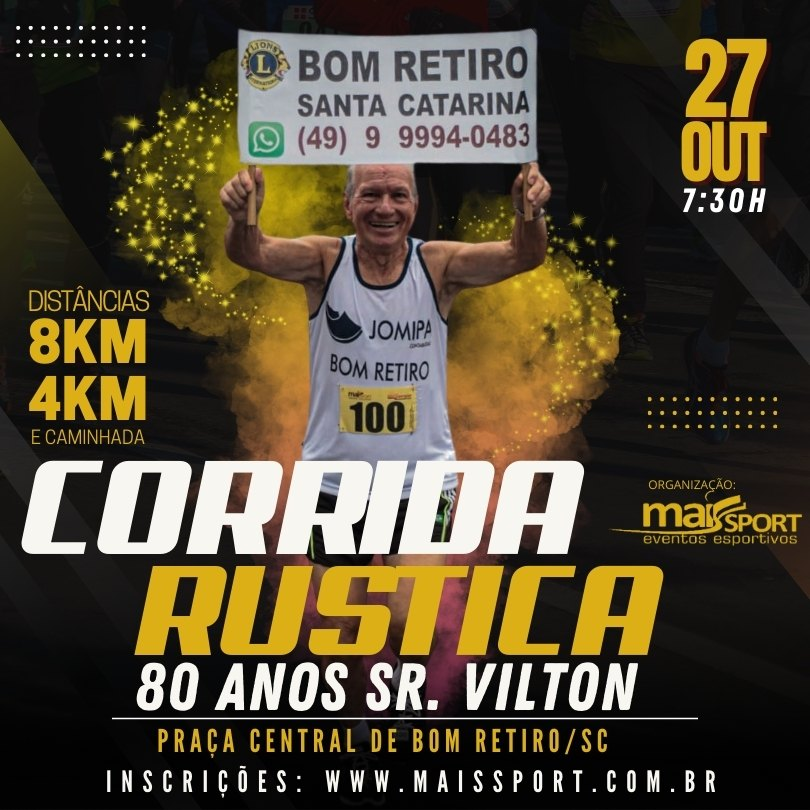 LIONS
L
BOM RETIRO
SANTA CATARINA
(49) 9 9994-0483
27
OUT
7:30H
DISTÂNCIAS
8KM
4KM
E CAMINHADA
JOMIPA
BOM RETIRO
100
CORRIDA
RUSTICA
ORGANIZAÇÃO:
maisSPORT
eventos esportivos
80 ANOS SR. VILTON
PRAÇA CENTRAL DE BOM RETIRO/SC
INSCRIÇÕES: WWW.MAISSPORT.COM.BR